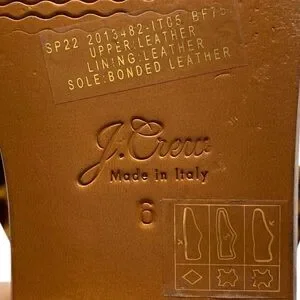 SP22 2013482-IT05 BF75
UPPER:LEATHER
LINING:LEATHER
SOLE:BONDED LEATHER
J.Crew
Made in Italy
6